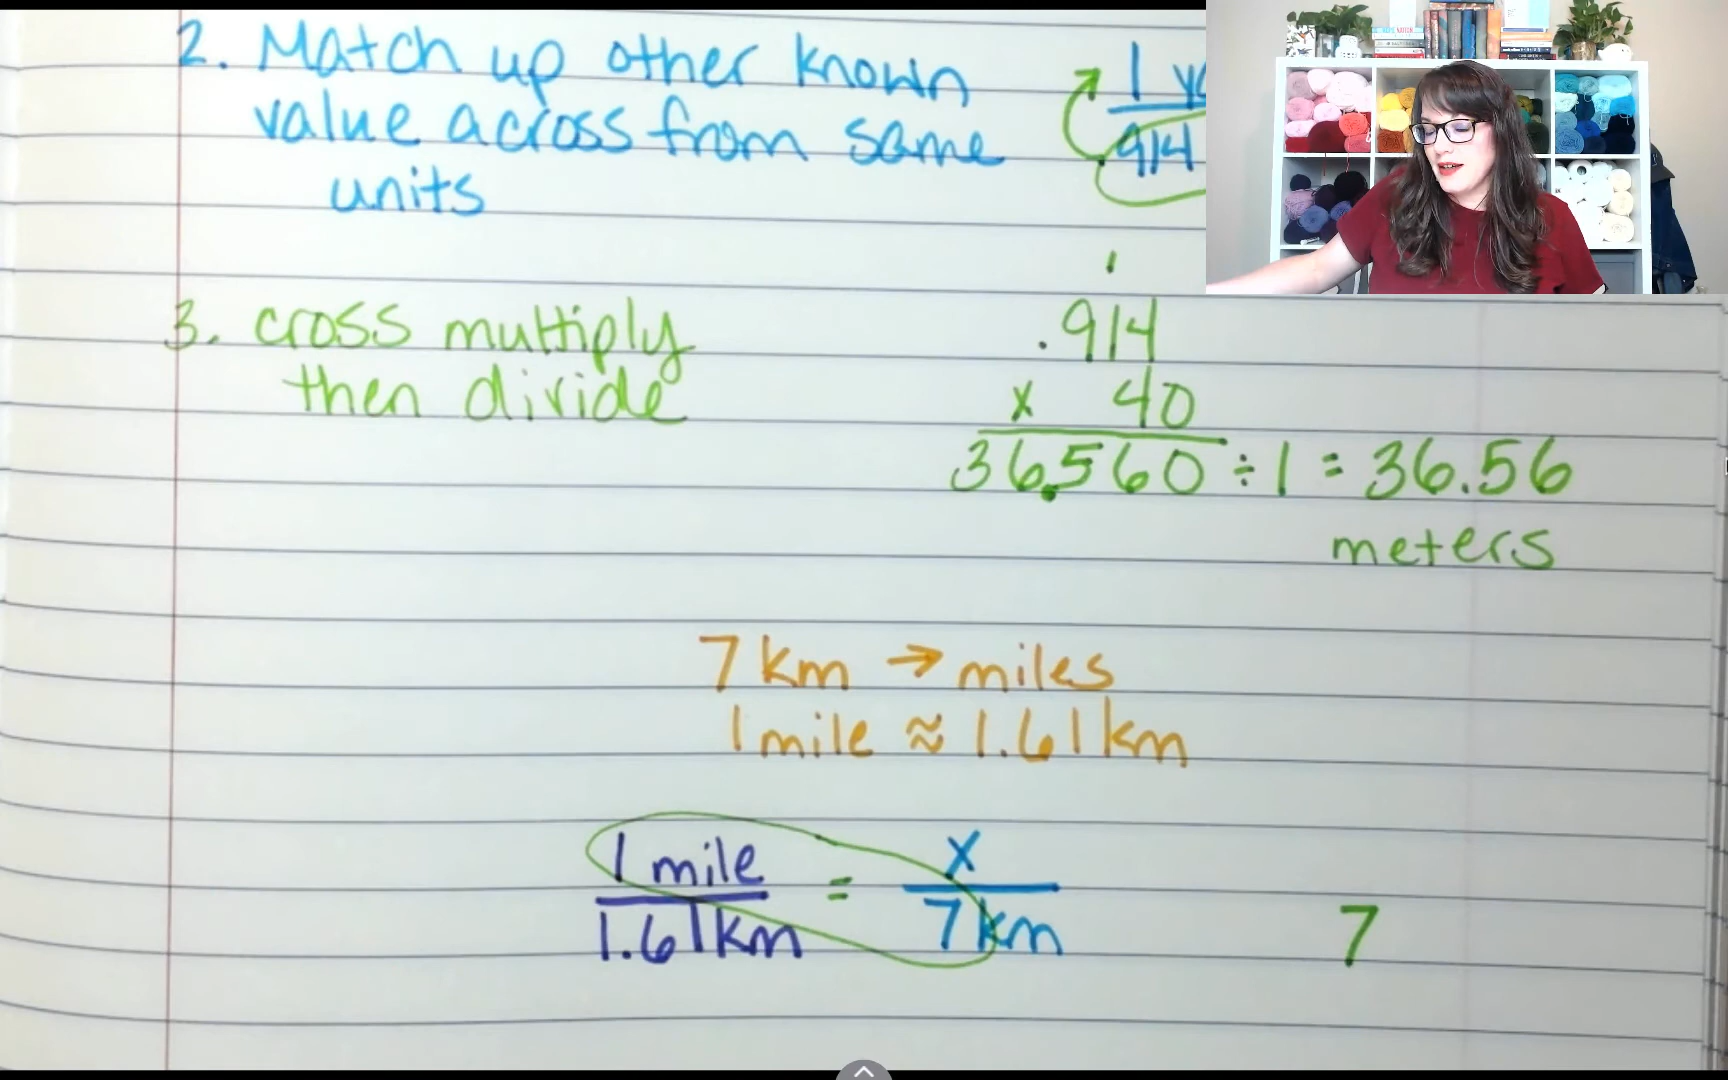 2. Match up other known
value across from same
units
1
914
3. cross multiply
then divide
.914
x 40
36.560 ÷ 1 = 36.56
meters
7 km → miles
1 mile ≈ 1.61 km
1 mile = x
1.61 km 7 km
7